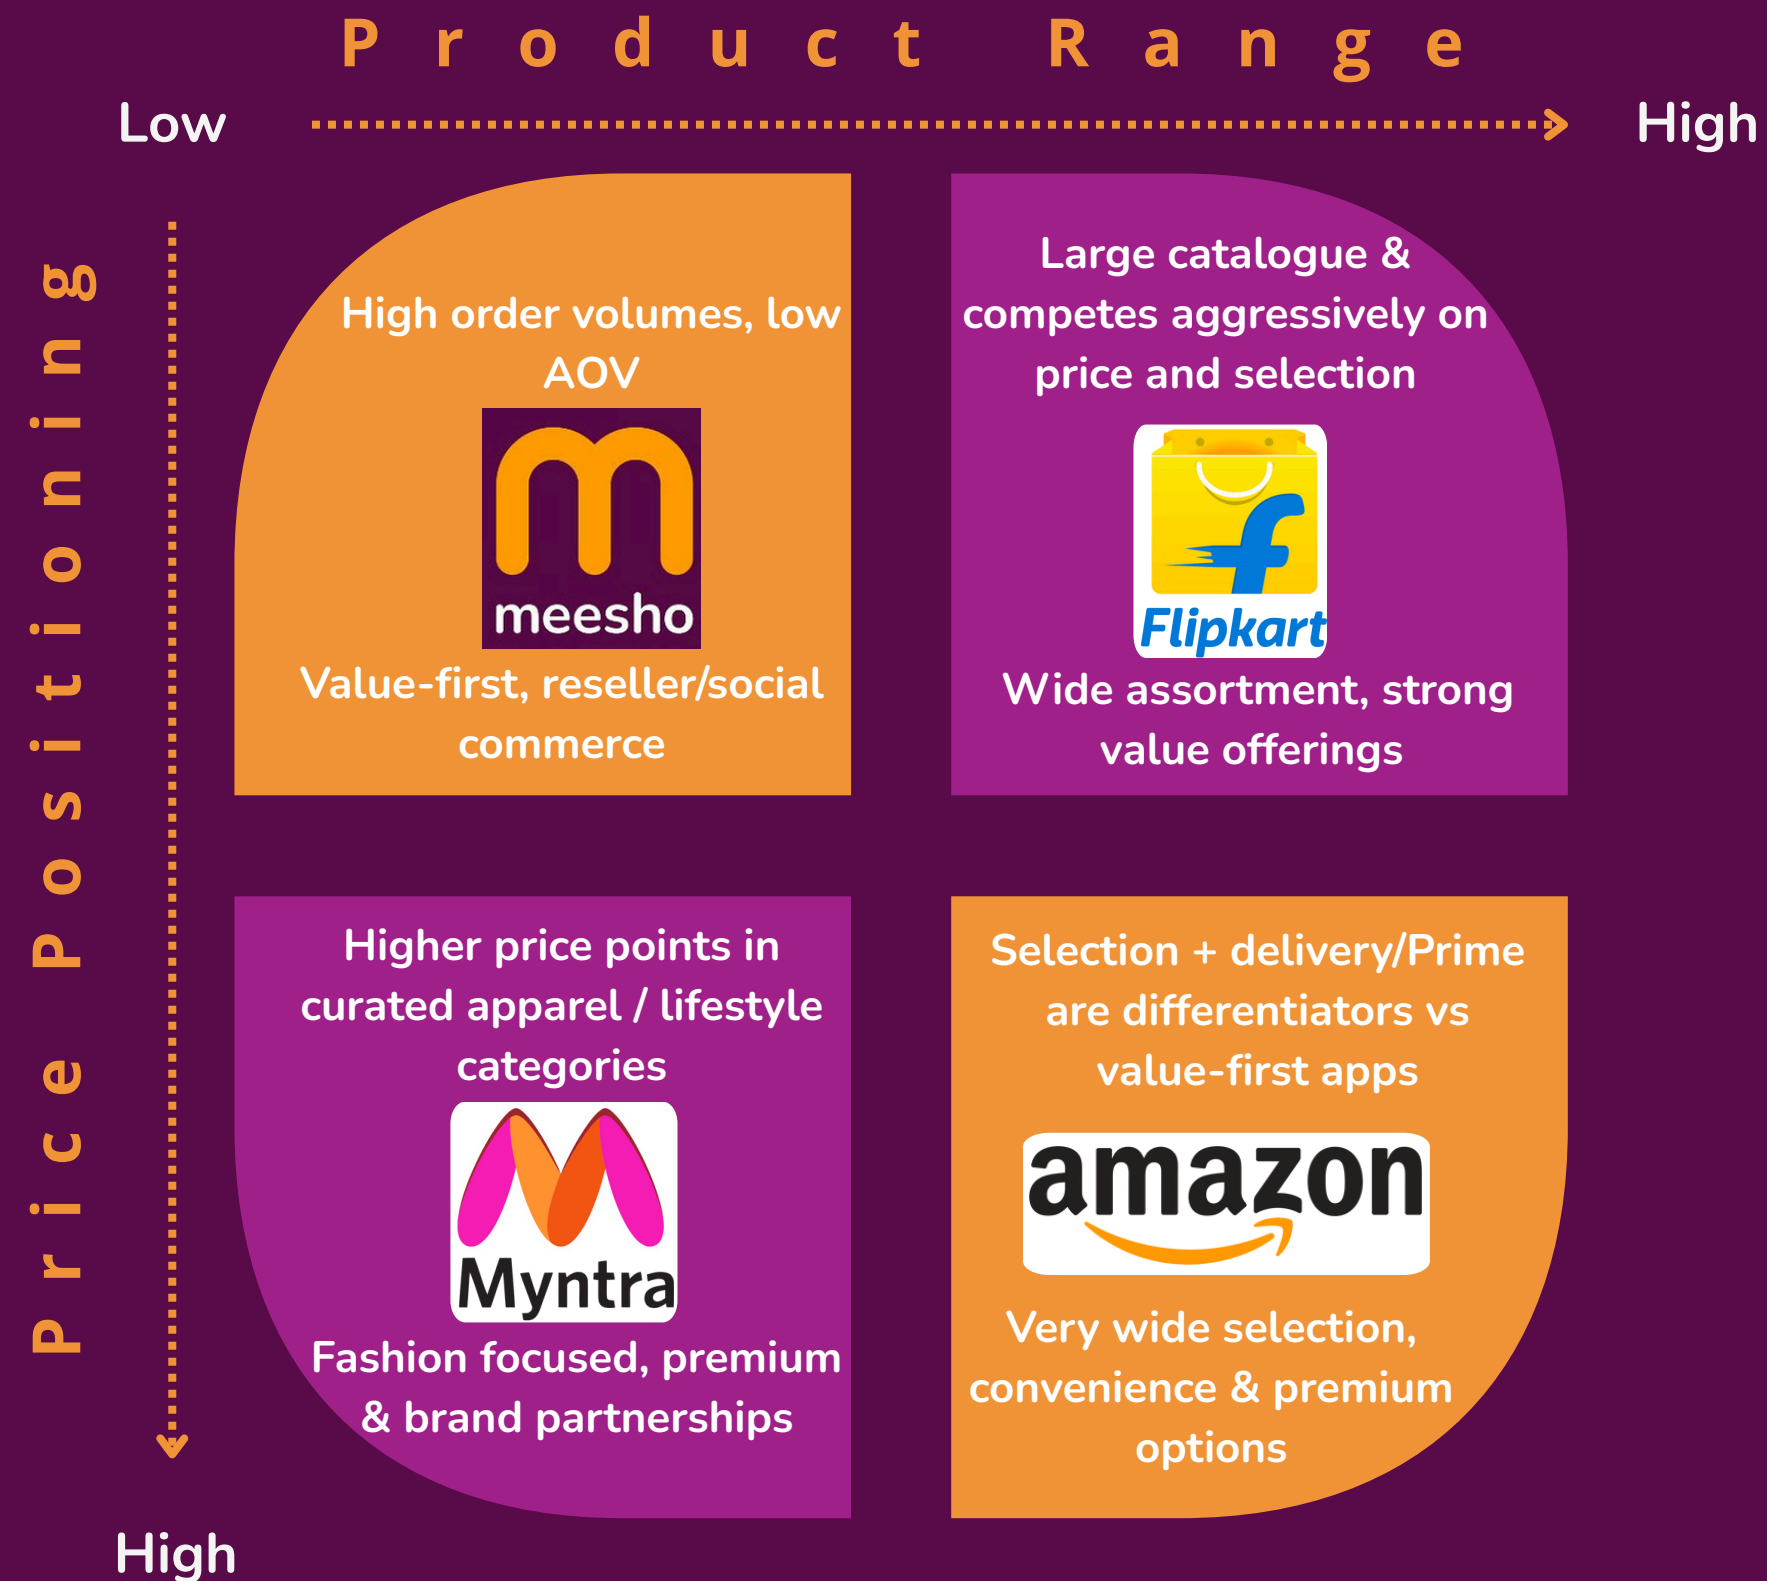 Product Range
Low
High
Price Positioning
High order volumes, low
AOV
meesho
Value-first, reseller/social
commerce
Large catalogue &
competes aggressively on
price and selection
Flipkart
Wide assortment, strong
value offerings
Higher price points in
curated apparel / lifestyle
categories
Myntra
Fashion focused, premium
& brand partnerships
Selection + delivery/Prime
are differentiators vs
value-first apps
amazon
Very wide selection,
convenience & premium
options
High